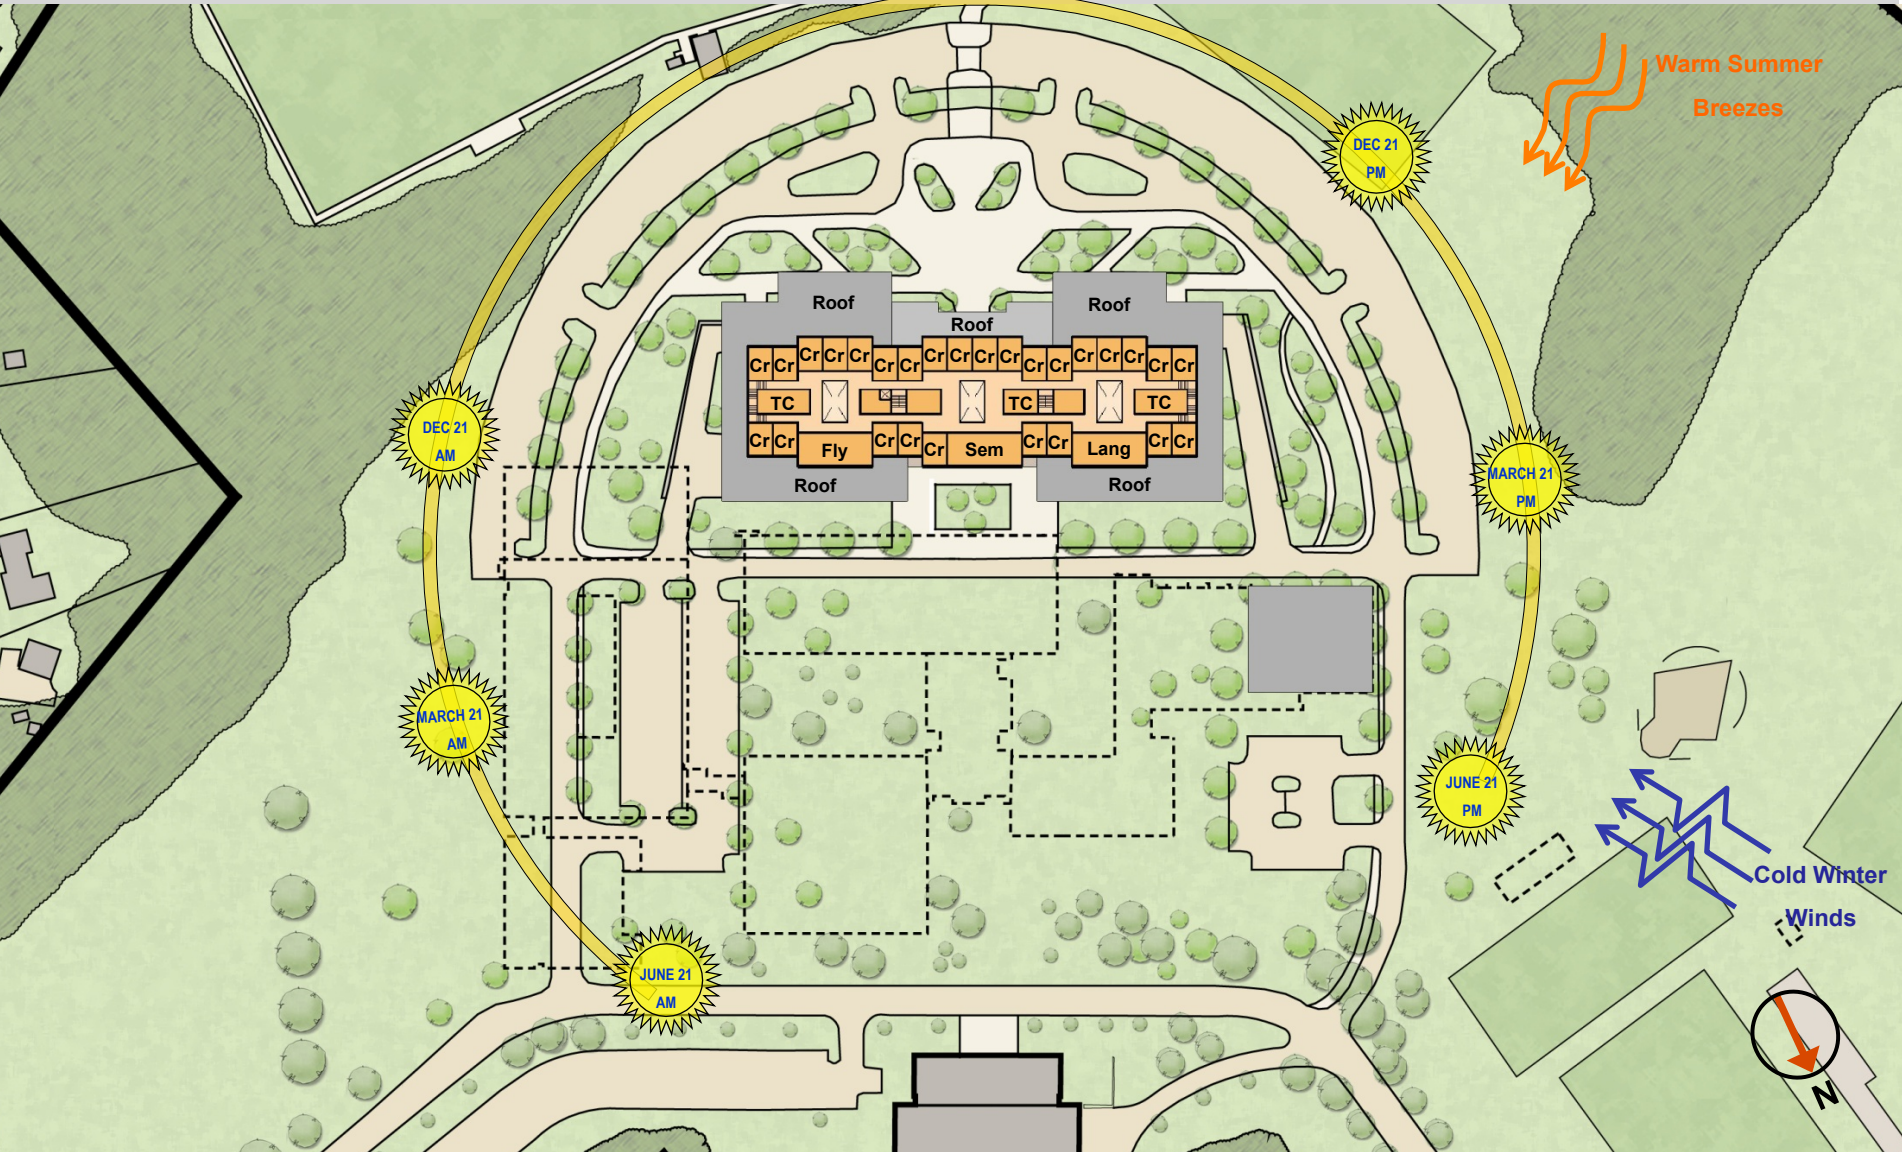 Warm Summer
Breezes
DEC 21
PM
Roof
Roof
Roof
Cr Cr Cr Cr Cr Cr Cr Cr Cr Cr Cr Cr Cr Cr Cr Cr Cr Cr
TC
TC
TC
Cr Cr Fly Cr Cr Cr Sem Cr Cr Lang Cr Cr
Roof
Roof
DEC 21
AM
MARCH 21
PM
MARCH 21
AM
JUNE 21
PM
Cold Winter
Winds
JUNE 21
AM
N